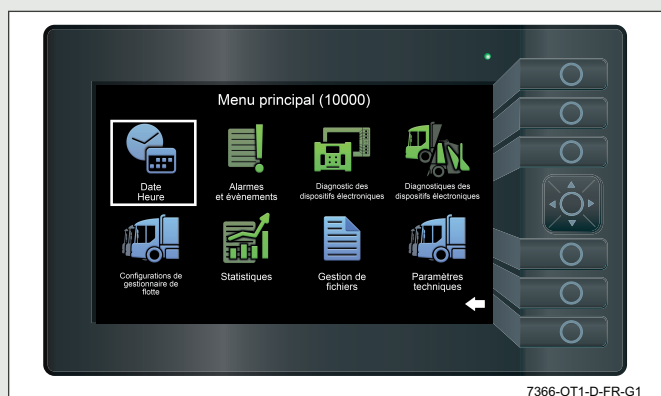 Menu principal (10000)
Date
Heure
Alarmes
et évènements
Diagnostic des
dispositifs électroniques
Diagnostiques des
dispositifs électroniques
Configurations de
gestionnaire de
flotte
Statistiques
Gestion de
fichiers
Paramètres
techniques
7366-OT1-D-FR-G1